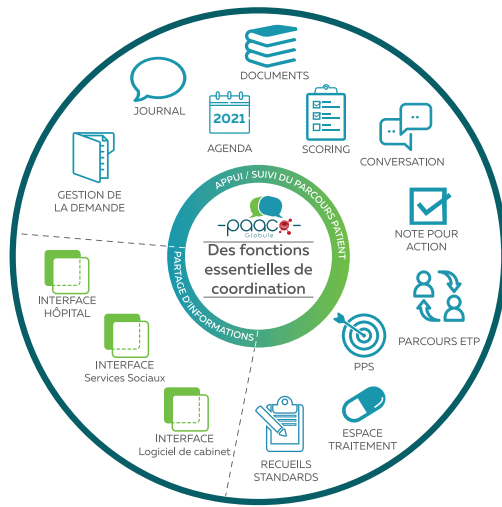 DOCUMENTS
JOURNAL
2021
AGENDA
SCORING
CONVERSATION
GESTION DE
LA DEMANDE
NOTE POUR
ACTION
APPUI / SUIVI DU PARCOURS PATIENT
-paaco-
Globule
Des fonctions
essentielles de
coordination
PARTAGE D'INFORMATIONS
INTERFACE
HÔPITAL
PARCOURS ETP
INTERFACE
Services Sociaux
PPS
INTERFACE
Logiciel de cabinet
ESPACE
TRAITEMENT
RECUEILS
STANDARDS